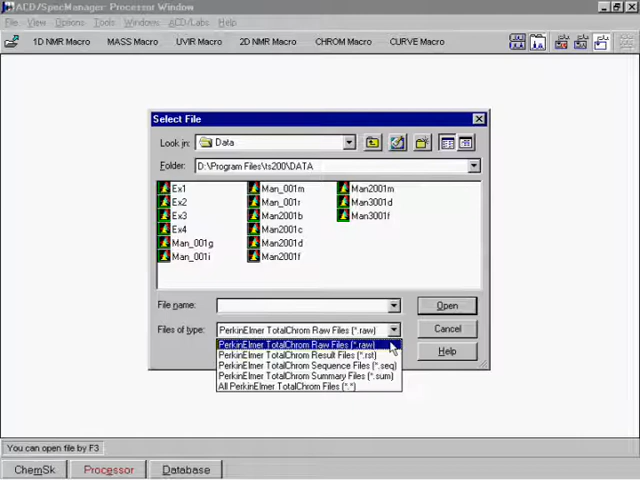 ACD/SpecManager: Processor Window
File View Options Tools Windows ACD/Labs Help
1D NMR Macro MASS Macro UVIR Macro 2D NMR Macro CHROM Macro CURVE Macro
Select File
Look in: Data
Folder: D:\Program Files\ts200\DATA
Ex1 Man_001m Man2001m
Ex2 Man_001r Man3001d
Ex3 Man2001b Man3001f
Ex4 Man2001c
Man_001g Man2001d
Man_001i Man2001f
File name: Open
Files of type: PerkinElmer TotalChrom Raw Files (*.raw) Cancel
PerkinElmer TotalChrom Raw Files (*.raw)
PerkinElmer TotalChrom Result Files (*.rst) Help
PerkinElmer TotalChrom Sequence Files (*.seq)
PerkinElmer TotalChrom Summary Files (*.sum)
All PerkinElmer TotalChrom Files (*.*)
You can open file by F3
ChemSk Processor Database